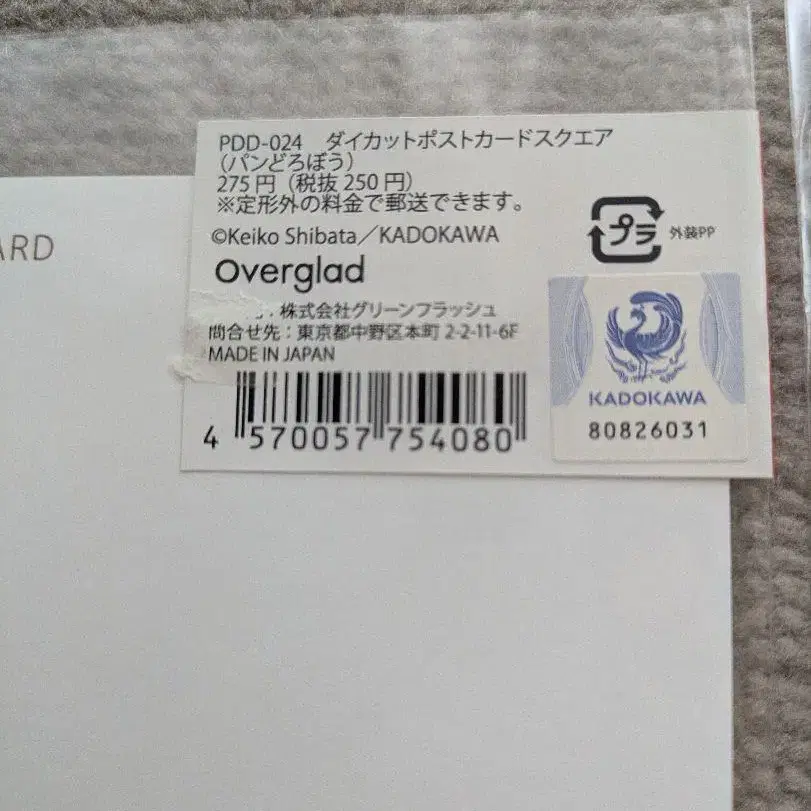 PDD-024　ダイカットポストカードスクエア
（パンどろぼう）
275円（税抜250円）
※定形外の料金で郵送できます。
©Keiko Shibata／KADOKAWA
プラ 外装PP
ARD
Overglad
：株式会社グリーンフラッシュ
問合せ先：東京都中野区本町 2-2-11-6F
MADE IN JAPAN
KADOKAWA
80826031
4 570057 754080